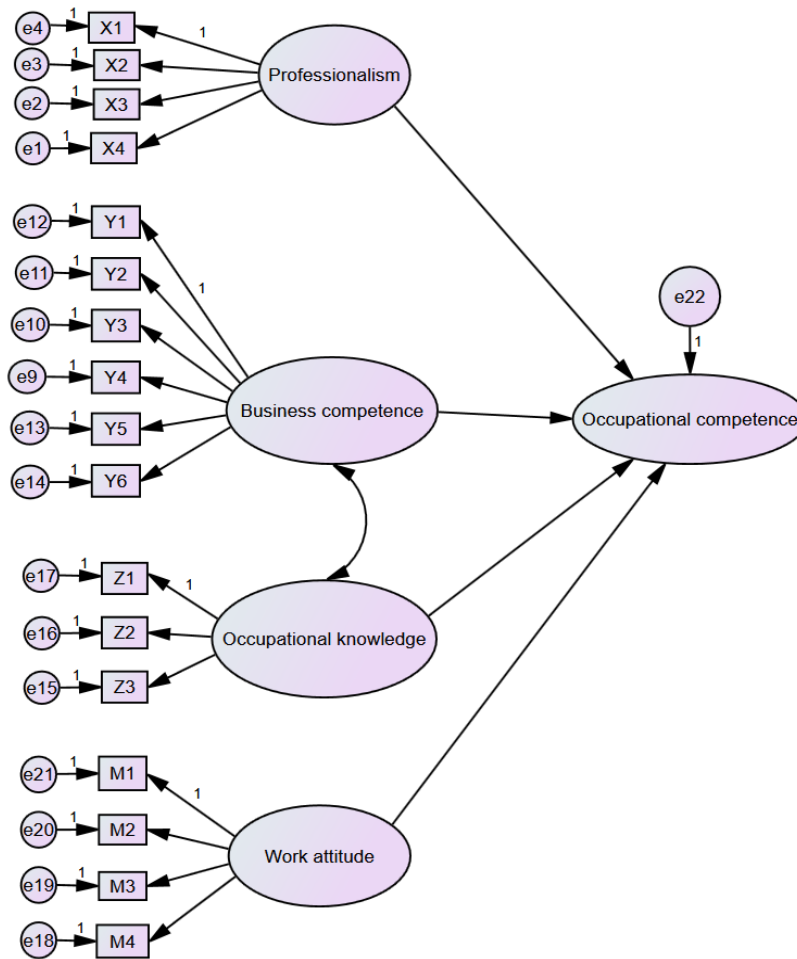 e4 1 X1 1
e3 1 X2
e2 1 X3
e1 1 X4
Professionalism
e12 1 Y1
e11 1 Y2
1
e10 1 Y3
e9 1 Y4
e13 1 Y5
e14 1 Y6
Business competence
e22
1
Occupational competence
e17 1 Z1 1
e16 1 Z2
e15 1 Z3
Occupational knowledge
e21 1 M1 1
e20 1 M2
e19 1 M3
e18 1 M4
Work attitude